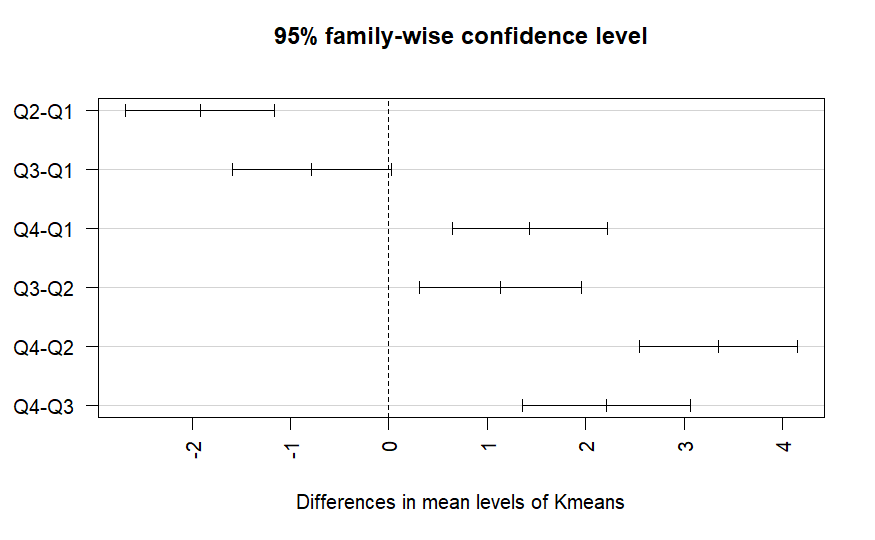 95% family-wise confidence level
Q2-Q1
Q3-Q1
Q4-Q1
Q3-Q2
Q4-Q2
Q4-Q3
-2 -1 0 1 2 3 4
Differences in mean levels of Kmeans